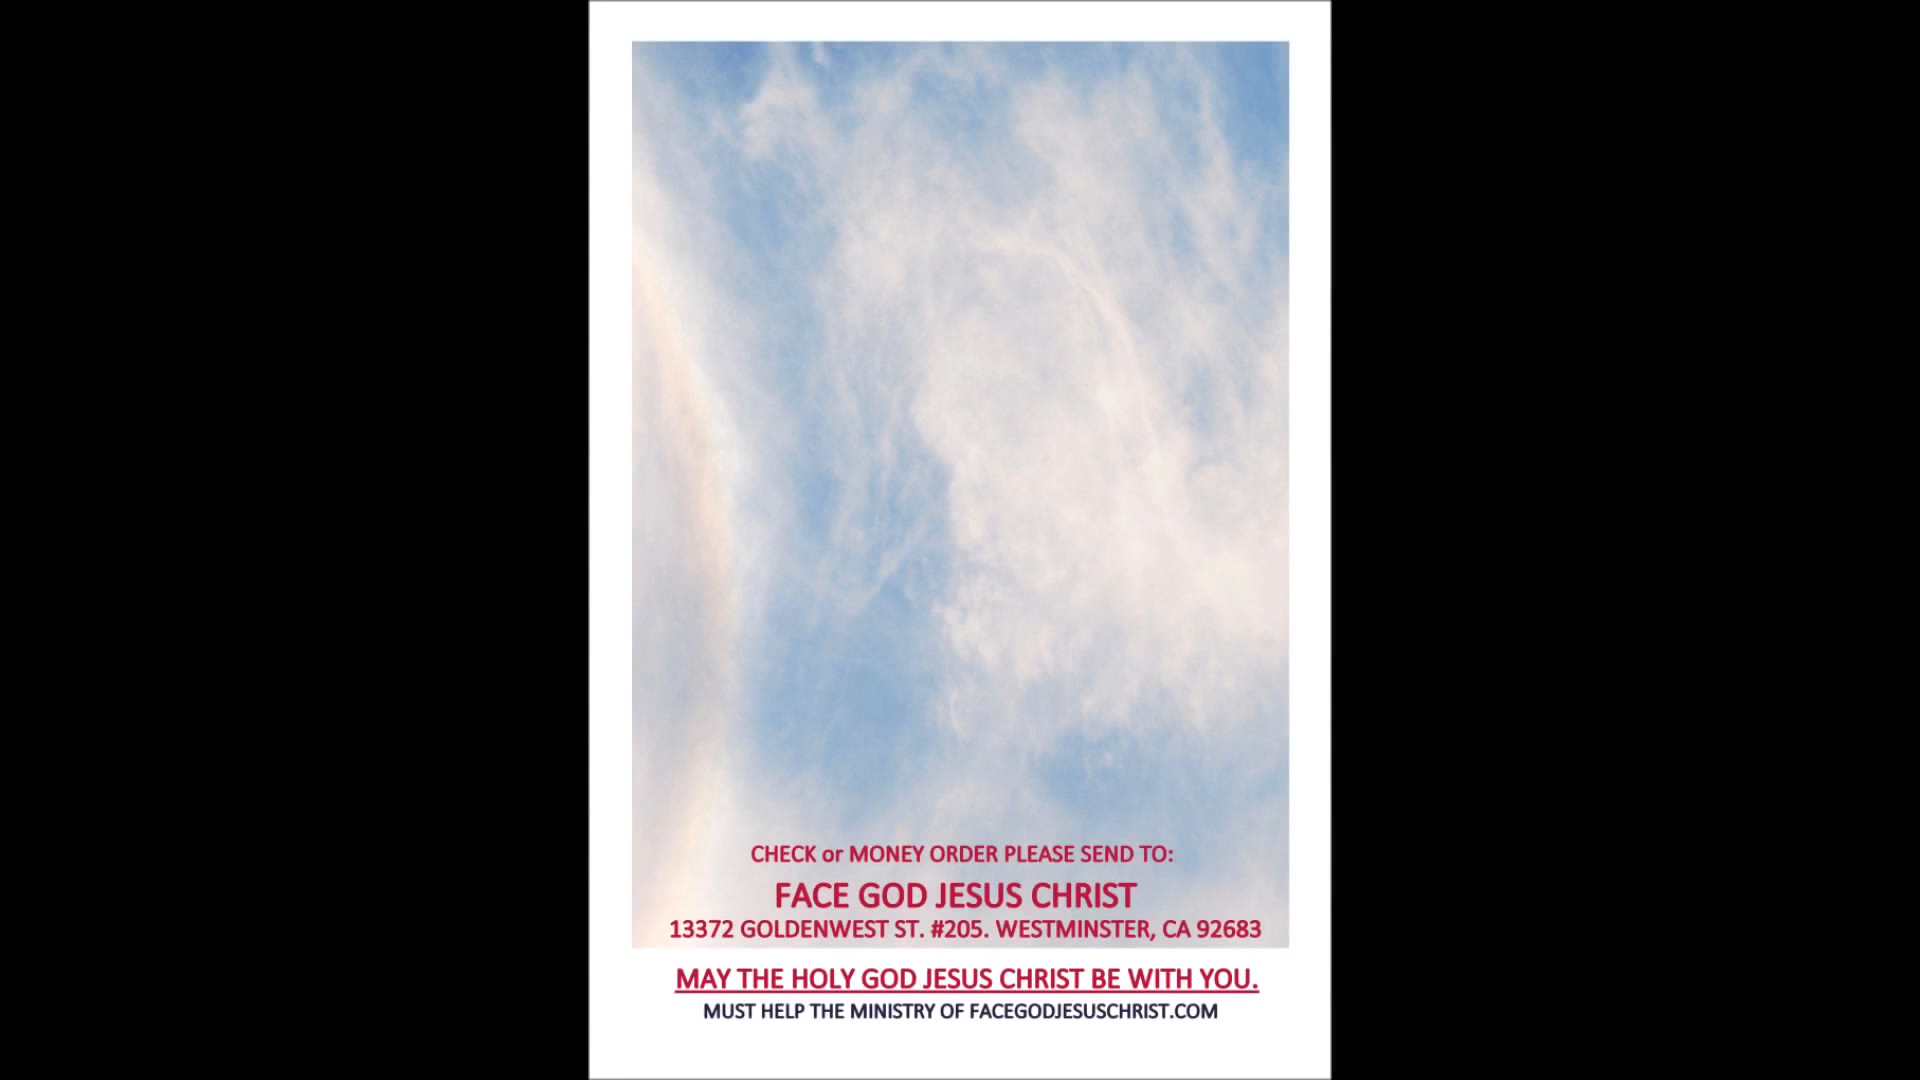 CHECK or MONEY ORDER PLEASE SEND TO:
FACE GOD JESUS CHRIST
13372 GOLDENWEST ST. #205. WESTMINSTER, CA 92683
MAY THE HOLY GOD JESUS CHRIST BE WITH YOU.
MUST HELP THE MINISTRY OF FACEGODJESUSCHRIST.COM